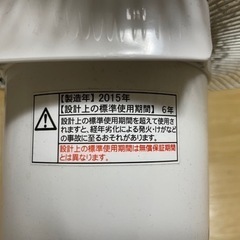 【製造年】2015年
【設計上の標準使用期間】 6年
設計上の標準使用期間を超えて使用さ
れますと、経年劣化による発火・けがなど
の事故に至るおそれがあります。
設計上の標準使用期間は無償保証期間
とは異なります。